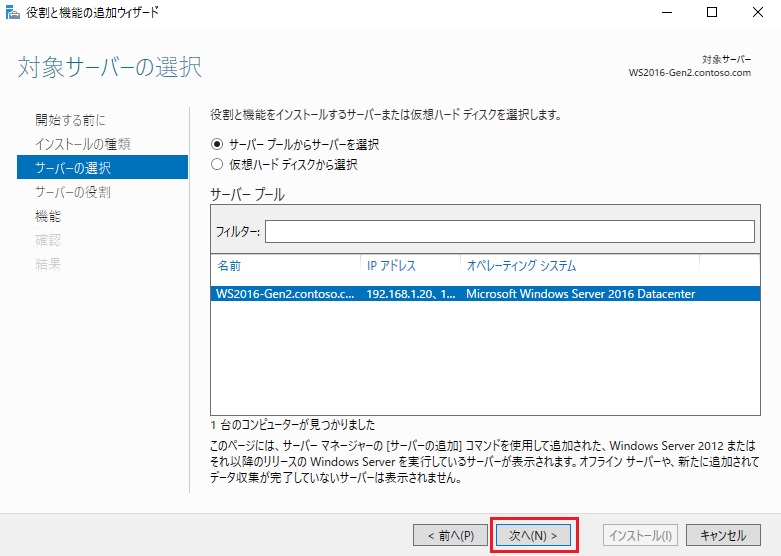 役割と機能の追加ウィザード
対象サーバーの選択
対象サーバー
WS2016-Gen2.contoso.com
開始する前に
インストールの種類
サーバーの選択
サーバーの役割
機能
確認
結果
役割と機能をインストールするサーバーまたは仮想ハード ディスクを選択します。
サーバー プールからサーバーを選択
仮想ハード ディスクから選択
サーバー プール
フィルター:
名前 IP アドレス オペレーティング システム
WS2016-Gen2.contoso.c... 192.168.1.20、1... Microsoft Windows Server 2016 Datacenter
1 台のコンピューターが見つかりました
このページには、サーバー マネージャーの [サーバーの追加] コマンドを使用して追加された、Windows Server 2012 または
それ以降のリリースの Windows Server を実行しているサーバーが表示されます。オフライン サーバーや、新たに追加されて
データ収集が完了していないサーバーは表示されません。
< 前へ(P) 次へ(N) > インストール(I) キャンセル